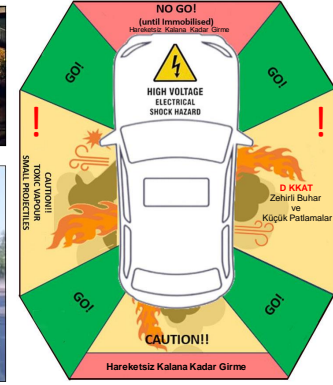 NO GO!
(until Immobilised)
Hareketsiz Kalana Kadar Girme
GO!
GO!
HIGH VOLTAGE
ELECTRICAL
SHOCK HAZARD
!
!
CAUTION!!
TOXIC VAPOUR
SMALL PROJECTILES
D KKAT
Zehirli Buhar
ve
Küçük Patlamalar
GO!
GO!
CAUTION!!
Hareketsiz Kalana Kadar Girme